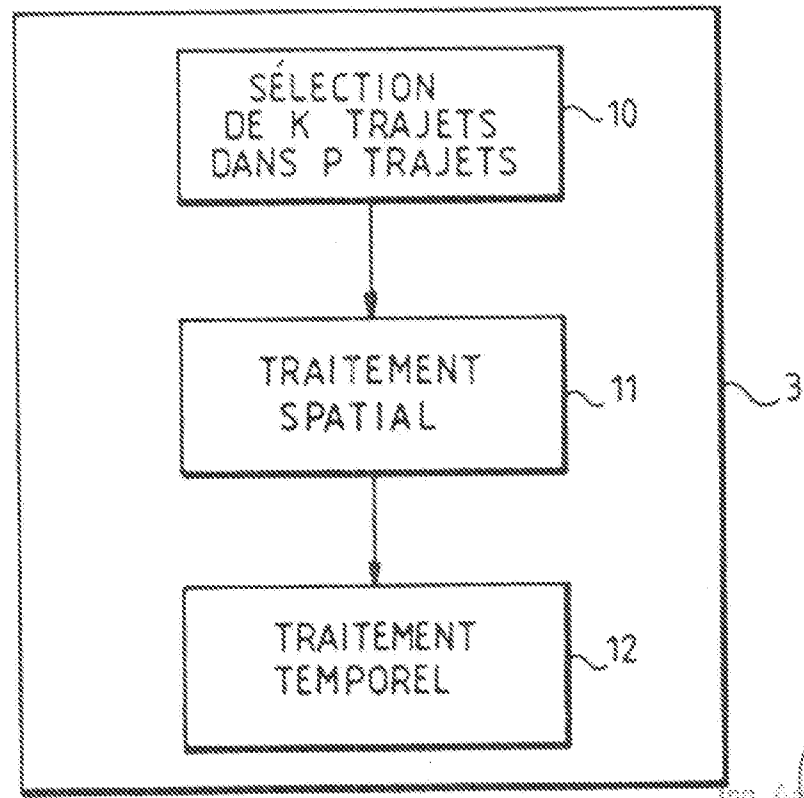 SÉLECTION
DE K TRAJETS
DANS P TRAJETS
10
TRAITEMENT
SPATIAL
11
3
TRAITEMENT
TEMPOREL
12